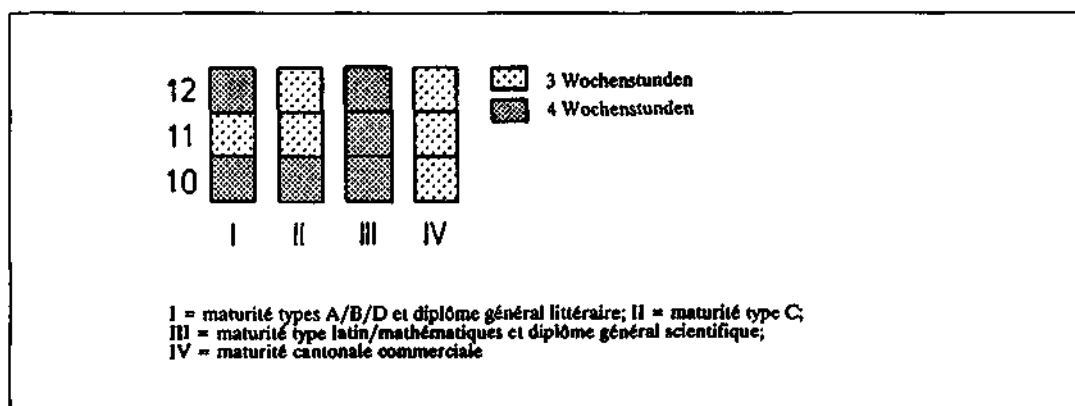 12
3 Wochenstunden
4 Wochenstunden
11
10
I II III IV
I = maturité types A/B/D et diplôme général littéraire; II = maturité type C;
III = maturité type latin/mathématiques et diplôme général scientifique;
IV = maturité cantonale commerciale